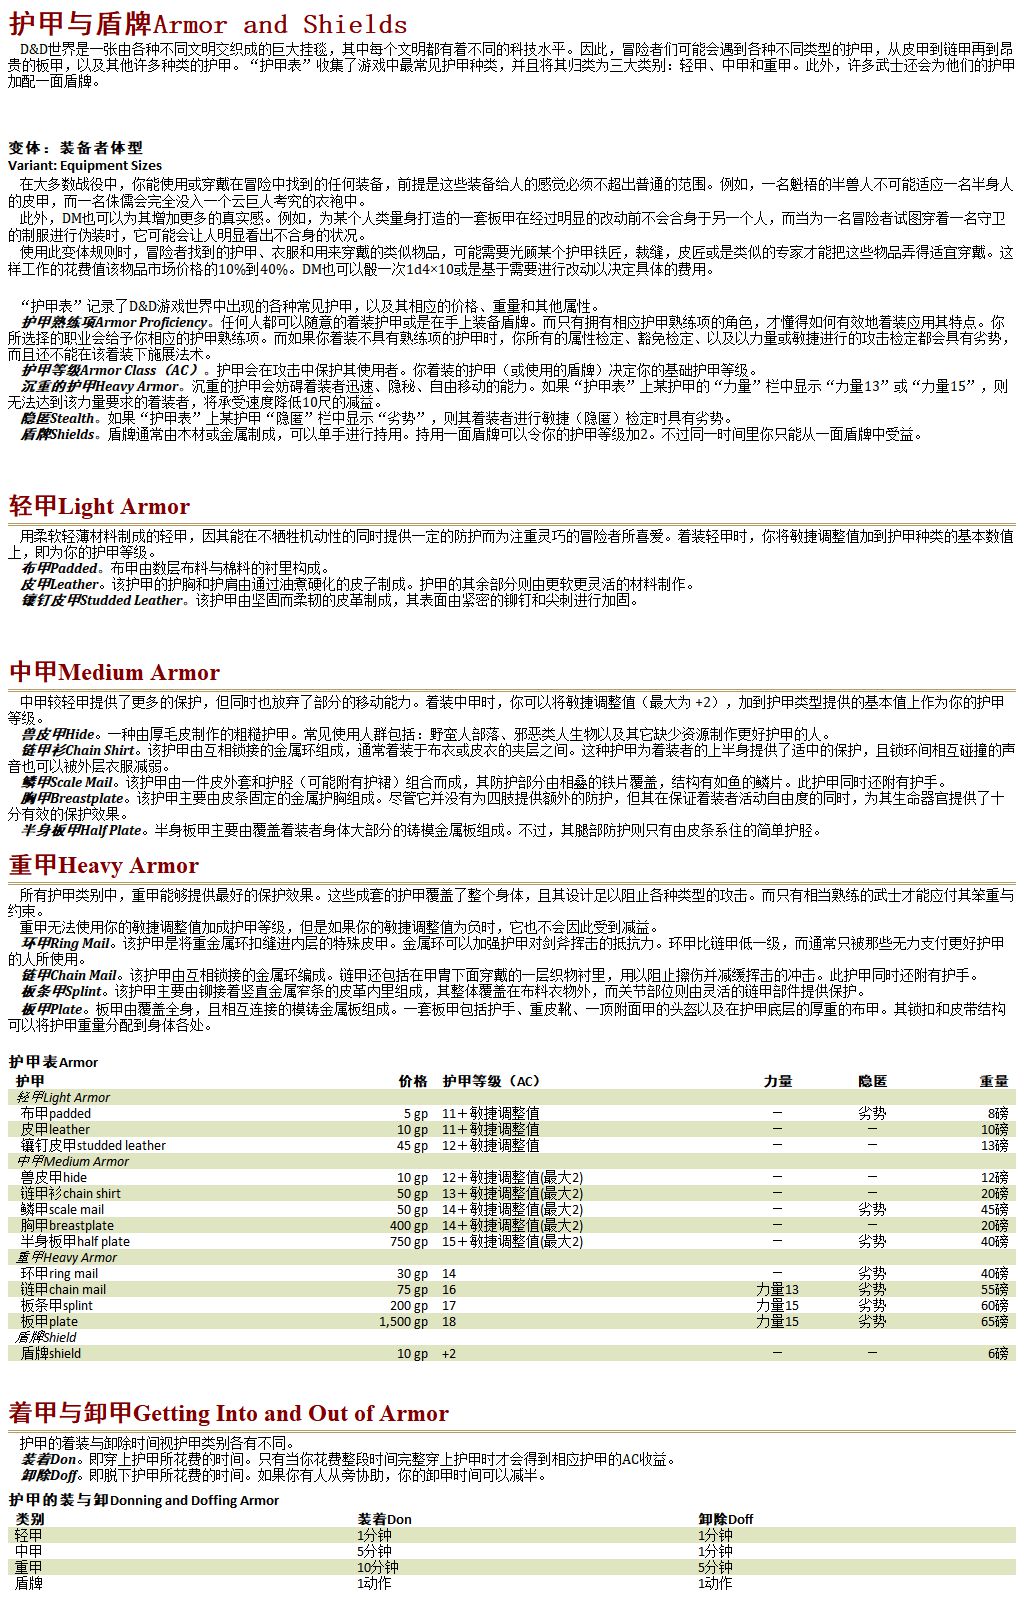 护甲与盾牌Armor and Shields
D&D世界是一张由各种不同文明交织成的巨大挂毯，其中每个文明都有着不同的科技水平。因此，冒险者们可能会遇到各种不同类型的护甲，从皮甲到链甲再到昂
贵的板甲，以及其他许多种类的护甲。“护甲表”收集了游戏中最常见护甲种类，并且将其归类为三大类别：轻甲、中甲和重甲。此外，许多武士还会为他们的护甲
加配一面盾牌。
变体：装备者体型
Variant: Equipment Sizes
在大多数战役中，你能使用或穿戴在冒险中找到的任何装备，前提是这些装备给人的感觉必须不超出普通的范围。例如，一名魁梧的半兽人不可能适应一名半身人
的皮甲，而一名侏儒会完全没入一个云巨人考究的衣袍中。
此外，DM也可以为其增加更多的真实感。例如，为某个人类量身打造的一套板甲在经过明显的改动前不会合身于另一个人，而当为一名冒险者试图穿着一名守卫
的制服进行伪装时，它可能会让人明显看出不合身的状况。
使用此变体规则时，冒险者找到的护甲、衣服和用来穿戴的类似物品，可能需要光顾某个护甲铁匠，裁缝，皮匠或是类似的专家才能把这些物品弄得适宜穿戴。这
样工作的花费值该物品市场价格的10%到40%。DM也可以骰一次1d4×10或是基于需要进行改动以决定具体的费用。
“护甲表”记录了D&D游戏世界中出现的各种常见护甲，以及其相应的价格、重量和其他属性。
护甲熟练项Armor Proficiency。任何人都可以随意的着装护甲或是在手上装备盾牌。而只有拥有相应护甲熟练项的角色，才懂得如何有效地着装应用其特点。你
所选择的职业会给予你相应的护甲熟练项。而如果你着装不具有熟练项的护甲时，你所有的属性检定、豁免检定、以及以力量或敏捷进行的攻击检定都会具有劣势，
而且还不能在该着装下施展法术。
护甲等级Armor Class（AC）。护甲会在攻击中保护其使用者。你着装的护甲（或使用的盾牌）决定你的基础护甲等级。
沉重的护甲Heavy Armor。沉重的护甲会妨碍着装者迅速、隐秘、自由移动的能力。如果“护甲表”上某护甲的“力量”栏中显示“力量13”或“力量15”，则
无法达到该力量要求的着装者，将承受速度降低10尺的减益。
隐匿Stealth。如果“护甲表”上某护甲“隐匿”栏中显示“劣势”，则其着装者进行敏捷（隐匿）检定时具有劣势。
盾牌Shields。盾牌通常由木材或金属制成，可以单手进行持用。持用一面盾牌可以令你的护甲等级加2。不过同一时间里你只能从一面盾牌中受益。
轻甲Light Armor
用柔软轻薄材料制成的轻甲，因其能在不牺牲机动性的同时提供一定的防护而为注重灵巧的冒险者所喜爱。着装轻甲时，你将敏捷调整值加到护甲种类的基本数值
上，即为你的护甲等级。
布甲Padded。布甲由数层布料与棉料的衬里构成。
皮甲Leather。该护甲的护胸和护肩由通过油煮硬化的皮子制成。护甲的其余部分则由更软更灵活的材料制作。
镶钉皮甲Studded Leather。该护甲由坚固而柔韧的皮革制成，其表面由紧密的铆钉和尖刺进行加固。
中甲Medium Armor
中甲较轻甲提供了更多的保护，但同时也放弃了部分的移动能力。着装中甲时，你可以将敏捷调整值（最大为 +2），加到护甲类型提供的基本值上作为你的护甲
等级。
兽皮甲Hide。一种由厚毛皮制作的粗糙护甲。常见使用人群包括：野蛮人部落、邪恶类人生物以及其它缺少资源制作更好护甲的人。
链甲衫Chain Shirt。该护甲由互相锁接的金属环组成，通常着装于布衣或皮衣的夹层之间。这种护甲为着装者的上半身提供了适中的保护，且锁环间相互碰撞的声
音也可以被外层衣服减弱。
鳞甲Scale Mail。该护甲由一件皮外套和护胫（可能附有护裙）组合而成，其防护部分由相叠的铁片覆盖，结构有如鱼的鳞片。此护甲同时还附有护手。
胸甲Breastplate。该护甲主要由皮条固定的金属护胸组成。尽管它并没有为四肢提供额外的防护，但其在保证着装者活动自由度的同时，为其生命器官提供了十
分有效的保护效果。
半身板甲Half Plate。半身板甲主要由覆盖着装者身体大部分的铸模金属板组成。不过，其腿部防护则只有由皮条系住的简单护胫。
重甲Heavy Armor
所有护甲类别中，重甲能够提供最好的保护效果。这些成套的护甲覆盖了整个身体，且其设计足以阻止各种类型的攻击。而只有相当熟练的武士才能应付其笨重与
约束。
重甲无法使用你的敏捷调整值加成护甲等级，但是如果你的敏捷调整值为负时，它也不会因此受到减益。
环甲Ring Mail。该护甲是将重金属环扣缝进内层的特殊皮甲。金属环可以加强护甲对剑斧挥击的抵抗力。环甲比链甲低一级，而通常只被那些无力支付更好护甲
的人所使用。
链甲Chain Mail。该护甲由互相锁接的金属环编成。链甲还包括在甲胄下面穿戴的一层织物衬里，用以阻止擦伤并减缓挥击的冲击。此护甲同时还附有护手。
板条甲Splint。该护甲主要由铆接着竖直金属窄条的皮革内里组成，其整体覆盖在布料衣物外，而关节部位则由灵活的链甲部件提供保护。
板甲Plate。板甲由覆盖全身，且相互连接的模铸金属板组成。一套板甲包括护手、重皮靴、一顶附面甲的头盔以及在护甲底层的厚重的布甲。其锁扣和皮带结构
可以将护甲重量分配到身体各处。
护甲表Armor
护甲 价格 护甲等级（AC） 力量 隐匿 重量
轻甲Light Armor
布甲padded 5 gp 11＋敏捷调整值 — 劣势 8磅
皮甲leather 10 gp 11＋敏捷调整值 — — 10磅
镶钉皮甲studded leather 45 gp 12＋敏捷调整值 — — 13磅
中甲Medium Armor
兽皮甲hide 10 gp 12＋敏捷调整值(最大2) — — 12磅
链甲衫chain shirt 50 gp 13＋敏捷调整值(最大2) — — 20磅
鳞甲scale mail 50 gp 14＋敏捷调整值(最大2) — 劣势 45磅
胸甲breastplate 400 gp 14＋敏捷调整值(最大2) — — 20磅
半身板甲half plate 750 gp 15＋敏捷调整值(最大2) — 劣势 40磅
重甲Heavy Armor
环甲ring mail 30 gp 14 — 劣势 40磅
链甲chain mail 75 gp 16 力量13 劣势 55磅
板条甲splint 200 gp 17 力量15 劣势 60磅
板甲plate 1,500 gp 18 力量15 劣势 65磅
盾牌Shield
盾牌shield 10 gp +2 — — 6磅
着甲与卸甲Getting Into and Out of Armor
护甲的着装与卸除时间视护甲类别各有不同。
装着Don。即穿上护甲所花费的时间。只有当你花费整段时间完整穿上护甲时才会得到相应护甲的AC收益。
卸除Doff。即脱下护甲所花费的时间。如果你有人从旁协助，你的卸甲时间可以减半。
护甲的装与卸Donning and Doffing Armor
类别 装着Don 卸除Doff
轻甲 1分钟 1分钟
中甲 5分钟 1分钟
重甲 10分钟 5分钟
盾牌 1动作 1动作